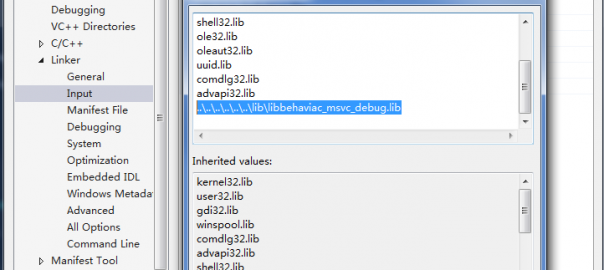 Debugging
VC++ Directories
C/C++
Linker
General
Input
Manifest File
Debugging
System
Optimization
Embedded IDL
Windows Metadat
Advanced
All Options
Command Line
Manifest Tool
shell32.lib
ole32.lib
oleaut32.lib
uuid.lib
comdlg32.lib
advapi32.lib
..\..\..\..\..\..\lib\libbehaviac_msvc_debug.lib
Inherited values:
kernel32.lib
user32.lib
gdi32.lib
winspool.lib
comdlg32.lib
advapi32.lib
shell32.lib